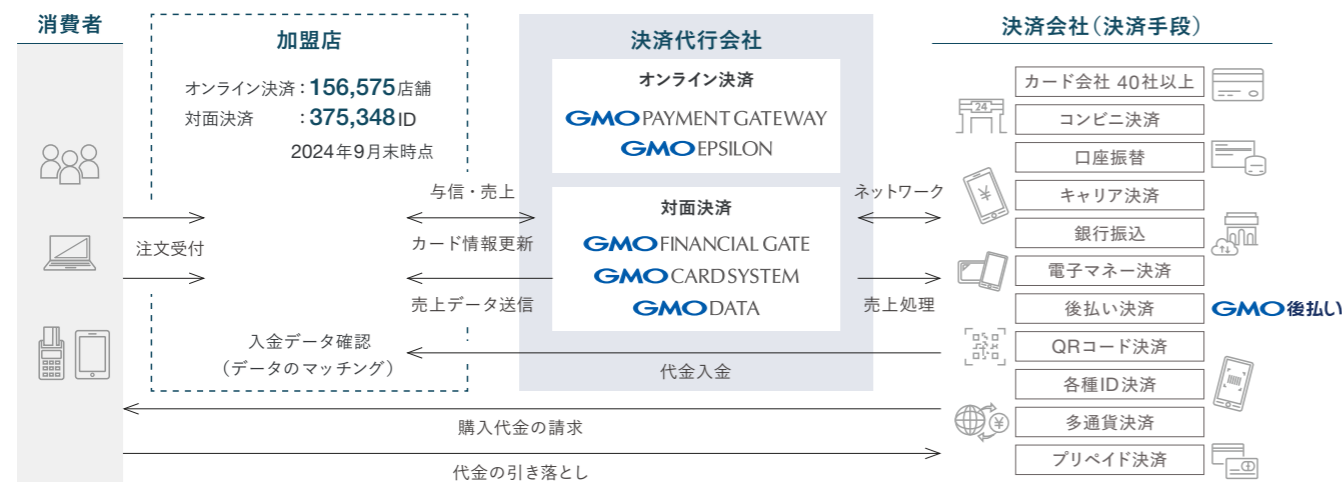 消費者
加盟店
オンライン決済：156,575店舗
対面決済　　　：375,348ID
2024年9月末時点
注文受付
与信・売上
カード情報更新
売上データ送信
入金データ確認
（データのマッチング）
決済代行会社
オンライン決済
GMO PAYMENT GATEWAY
GMO EPSILON
対面決済
GMO FINANCIAL GATE
GMO CARD SYSTEM
GMO DATA
ネットワーク
売上処理
代金入金
購入代金の請求
代金の引き落とし
決済会社（決済手段）
カード会社 40社以上
24
コンビニ決済
口座振替
¥
キャリア決済
銀行振込
電子マネー決済
後払い決済
GMO後払い
QRコード決済
各種ID決済
¥
多通貨決済
プリペイド決済